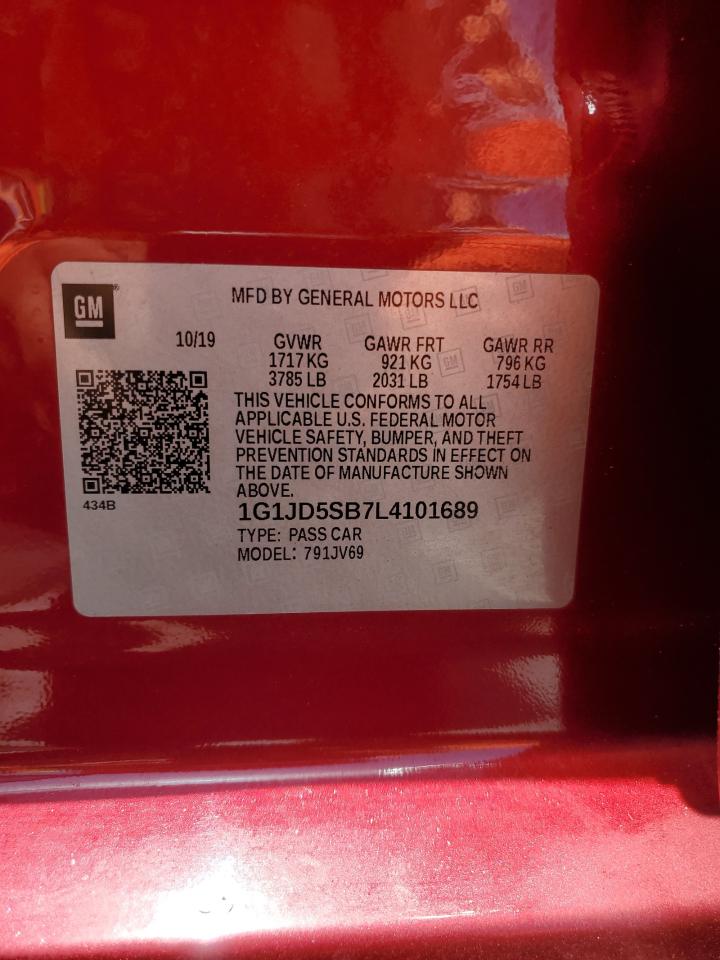 GM®
MFD BY GENERAL MOTORS LLC
10/19 GVWR GAWR FRT GAWR RR
1717 KG 921 KG 796 KG
3785 LB 2031 LB 1754 LB
THIS VEHICLE CONFORMS TO ALL
APPLICABLE U.S. FEDERAL MOTOR
VEHICLE SAFETY, BUMPER, AND THEFT
PREVENTION STANDARDS IN EFFECT ON
THE DATE OF MANUFACTURE SHOWN
ABOVE.
434B
1G1JD5SB7L4101689
TYPE: PASS CAR
MODEL: 791JV69